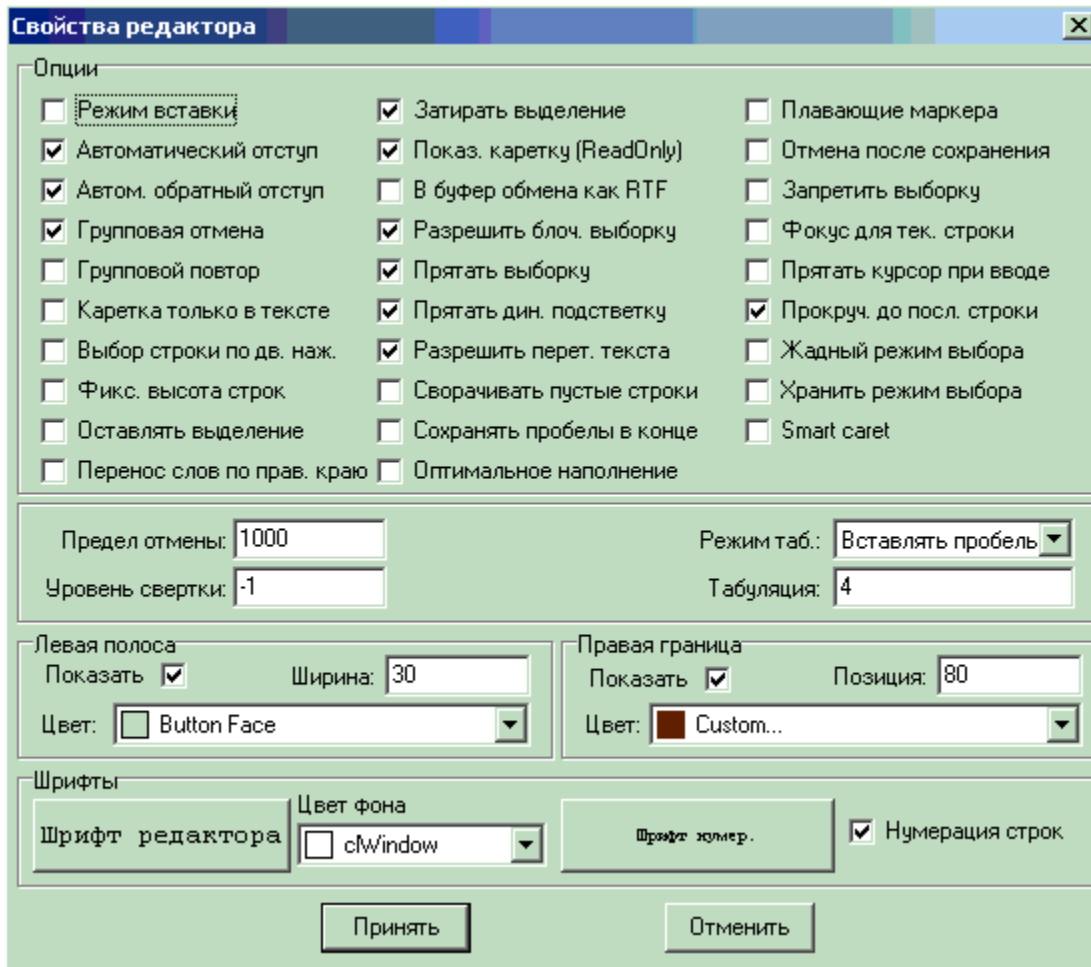 Свойства редактора
Опции
Режим вставки
Автоматический отступ
Автом. обратный отступ
Групповая отмена
Групповой повтор
Каретка только в тексте
Выбор строки по дв. наж.
Фикс. высота строк
Оставлять выделение
Перенос слов по прав. краю
Затирать выделение
Показ. каретку (ReadOnly)
В буфер обмена как RTF
Разрешить блоч. выборку
Прятать выборку
Прятать дин. подстветку
Разрешить перет. текста
Сворачивать пустые строки
Сохранять пробелы в конце
Оптимальное наполнение
Плавающие маркера
Отмена после сохранения
Запретить выборку
Фокус для тек. строки
Прятать курсор при вводе
Прокруч. до посл. строки
Жадный режим выбора
Хранить режим выбора
Smart caret
Предел отмены: 1000
Режим таб.: Вставлять пробель
Уровень свертки: -1
Табуляция: 4
Левая полоса
Показать
Ширина: 30
Цвет: Button Face
Правая граница
Показать
Позиция: 80
Цвет: Custom...
Шрифты
Шрифт редактора
Цвет фона
clWindow
Шрифт нумер.
Нумерация строк
Принять
Отменить